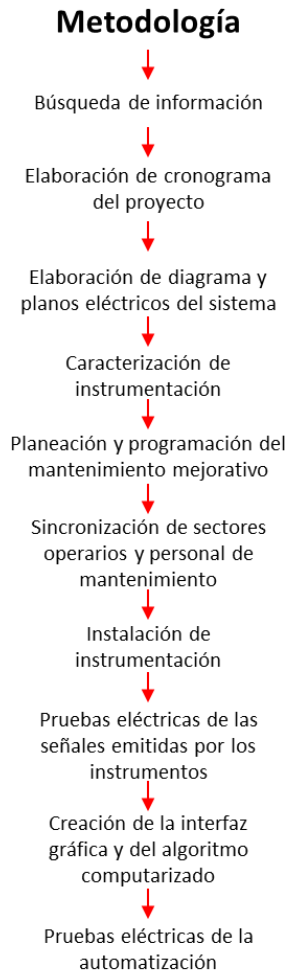 Metodología
Búsqueda de información
Elaboración de cronograma
del proyecto
Elaboración de diagrama y
planos eléctricos del sistema
Caracterización de
instrumentación
Planeación y programación del
mantenimiento mejorativo
Sincronización de sectores
operarios y personal de
mantenimiento
Instalación de
instrumentación
Pruebas eléctricas de las
señales emitidas por los
instrumentos
Creación de la interfaz
gráfica y del algoritmo
computarizado
Pruebas eléctricas de la
automatización